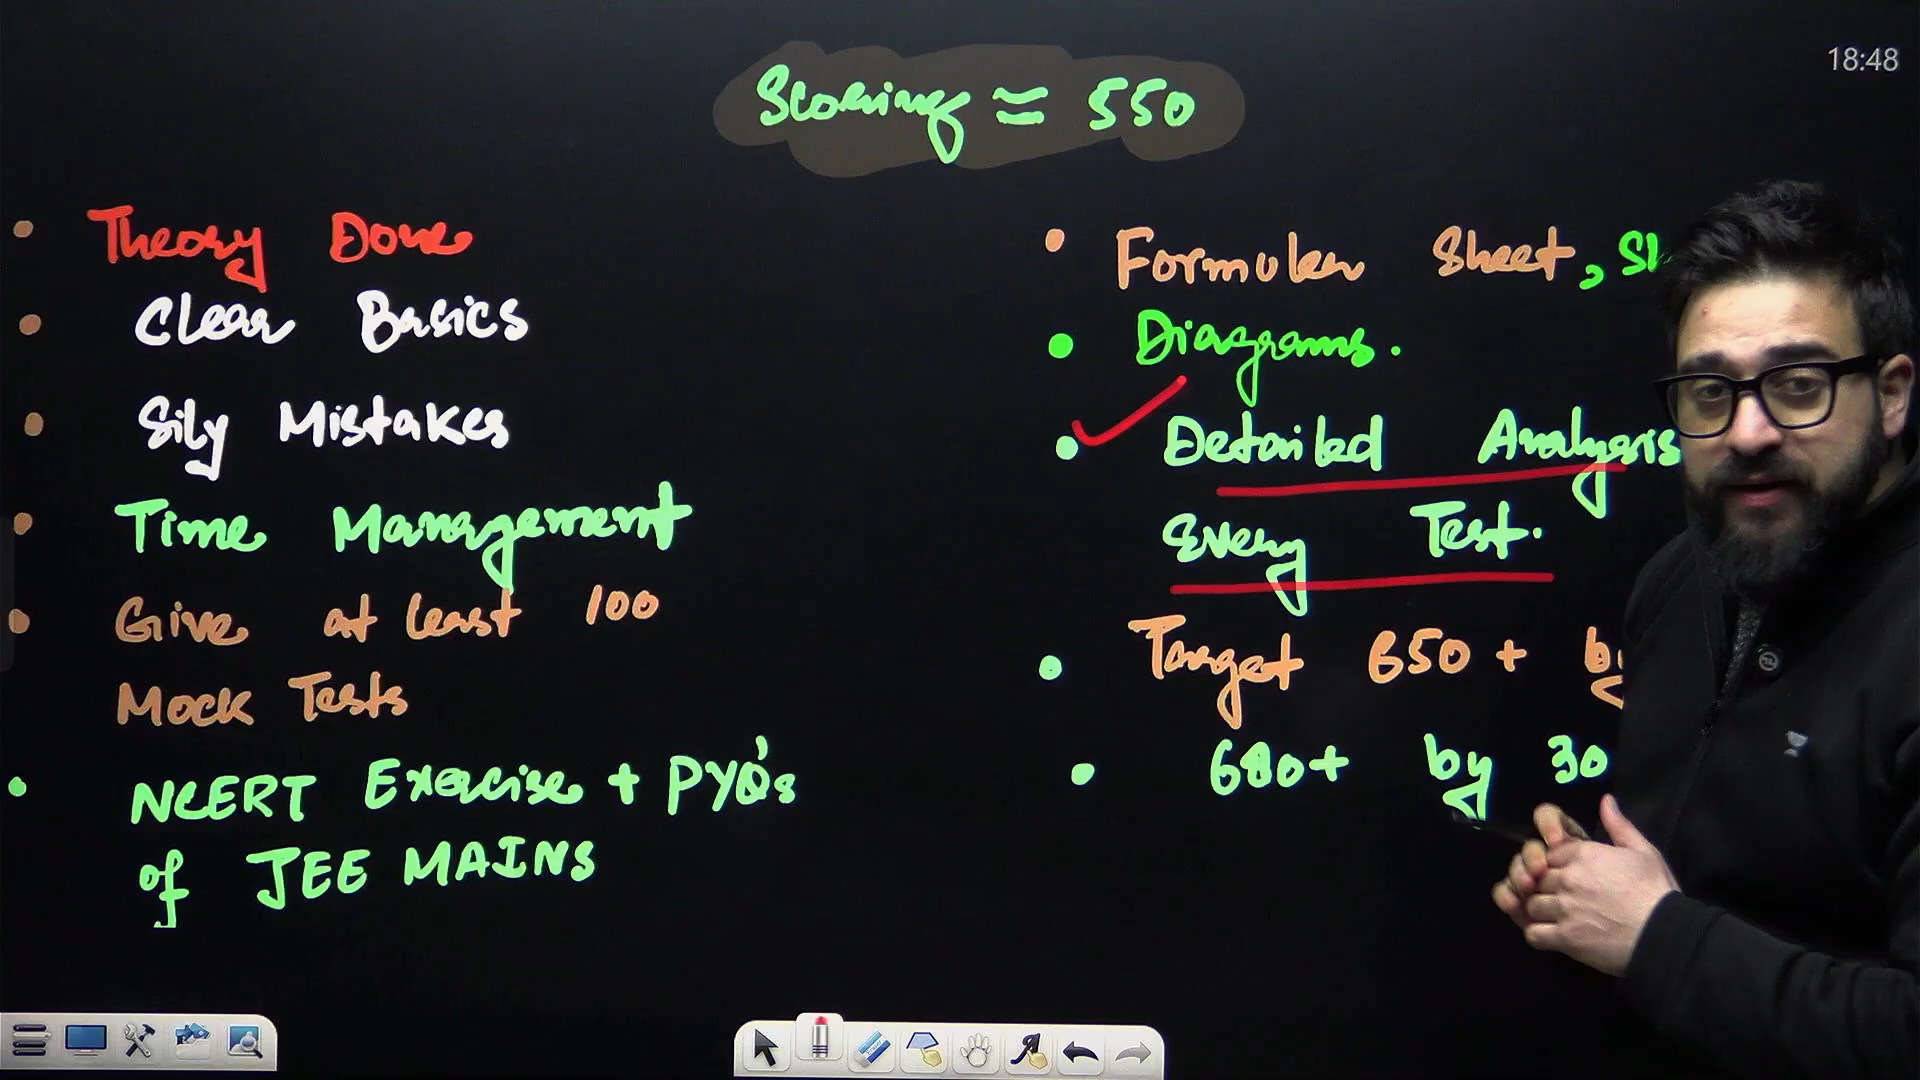 18:48
Scoring ≈ 550
• Theory Done
• Clear Basics
• Sily Mistakes
• Time Management
• Give at least 100
Mock Tests
• NCERT Exercise + PYQ's
of JEE MAINS
• Formula Sheet,
• Diagrams.
• Detailed Analysis
Every Test.
• Target 650+
• 680+ by 30